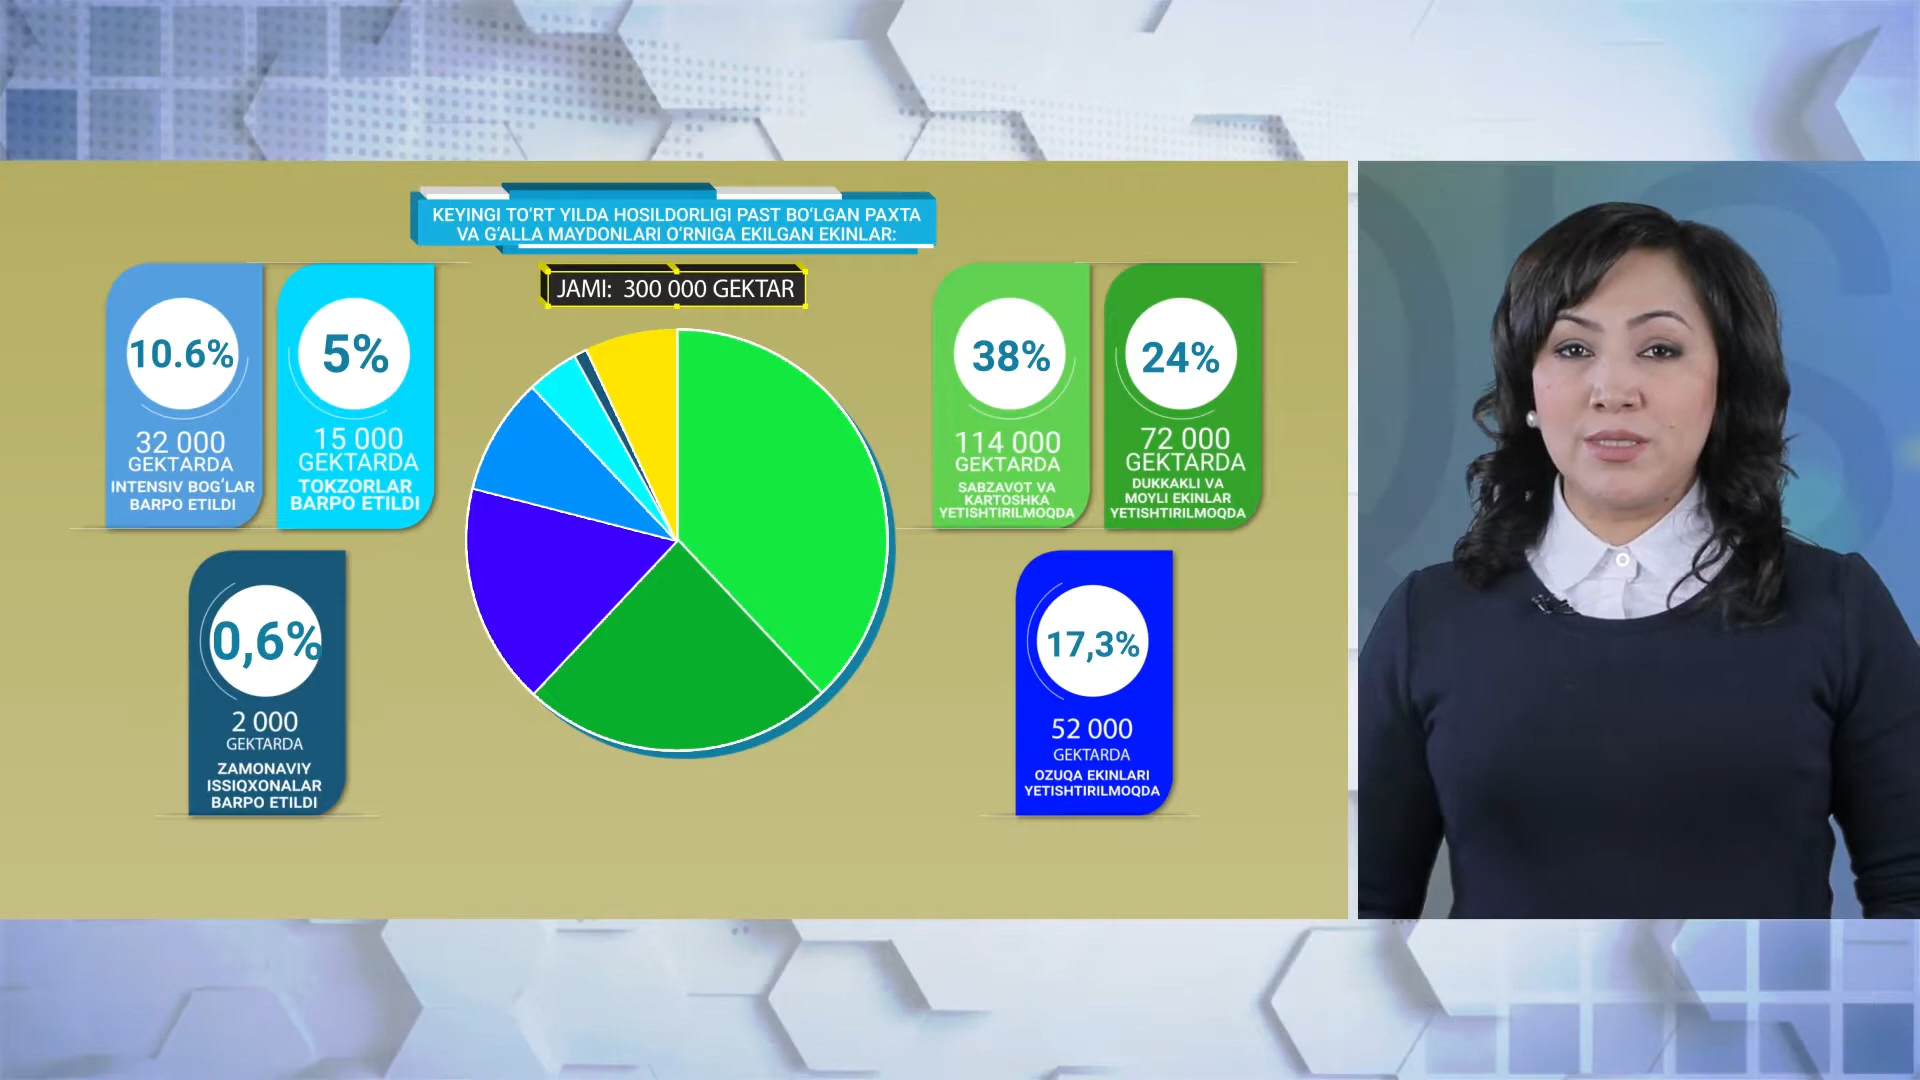 KEYINGI TO‘RT YILDA HOSILDORLIGI PAST BO‘LGAN PAXTA
VA G‘ALLA MAYDONLARI O‘RNIGA EKILGAN EKINLAR:
JAMI: 300 000 GEKTAR
10.6%
32 000
GEKTARDA
INTENSIV BOG‘LAR
BARPO ETILDI
5%
15 000
GEKTARDA
TOKZORLAR
BARPO ETILDI
0,6%
2 000
GEKTARDA
ZAMONAVIY
ISSIQXONALAR
BARPO ETILDI
38%
114 000
GEKTARDA
SABZAVOT VA
KARTOSHKA
YETISHTIRILMOQDA
24%
72 000
GEKTARDA
DUKKAKLI VA
MOYLI EKINLAR
YETISHTIRILMOQDA
17,3%
52 000
GEKTARDA
OZUQA EKINLARI
YETISHTIRILMOQDA